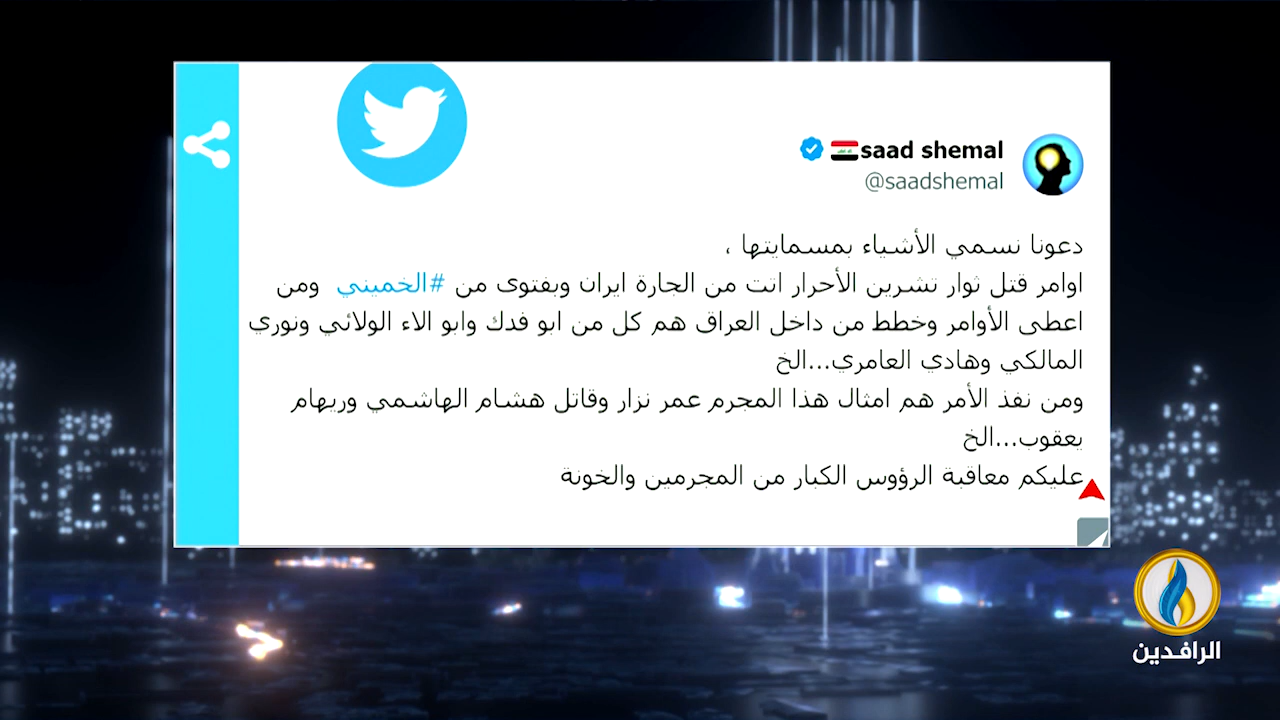 saad shemal
@saadshemal
دعونا نسمي الأشياء بمسمايتها ،
اوامر قتل ثوار تشرين الأحرار اتت من الجارة ايران وبفتوى من #الخميني ومن
اعطى الأوامر وخطط من داخل العراق هم كل من ابو فدك وابو الاء الولائي ونوري
المالكي وهادي العامري...الخ
ومن نفذ الأمر هم امثال هذا المجرم عمر نزار وقاتل هشام الهاشمي وريهام
يعقوب...الخ
عليكم معاقبة الرؤوس الكبار من المجرمين والخونة
الرافدين